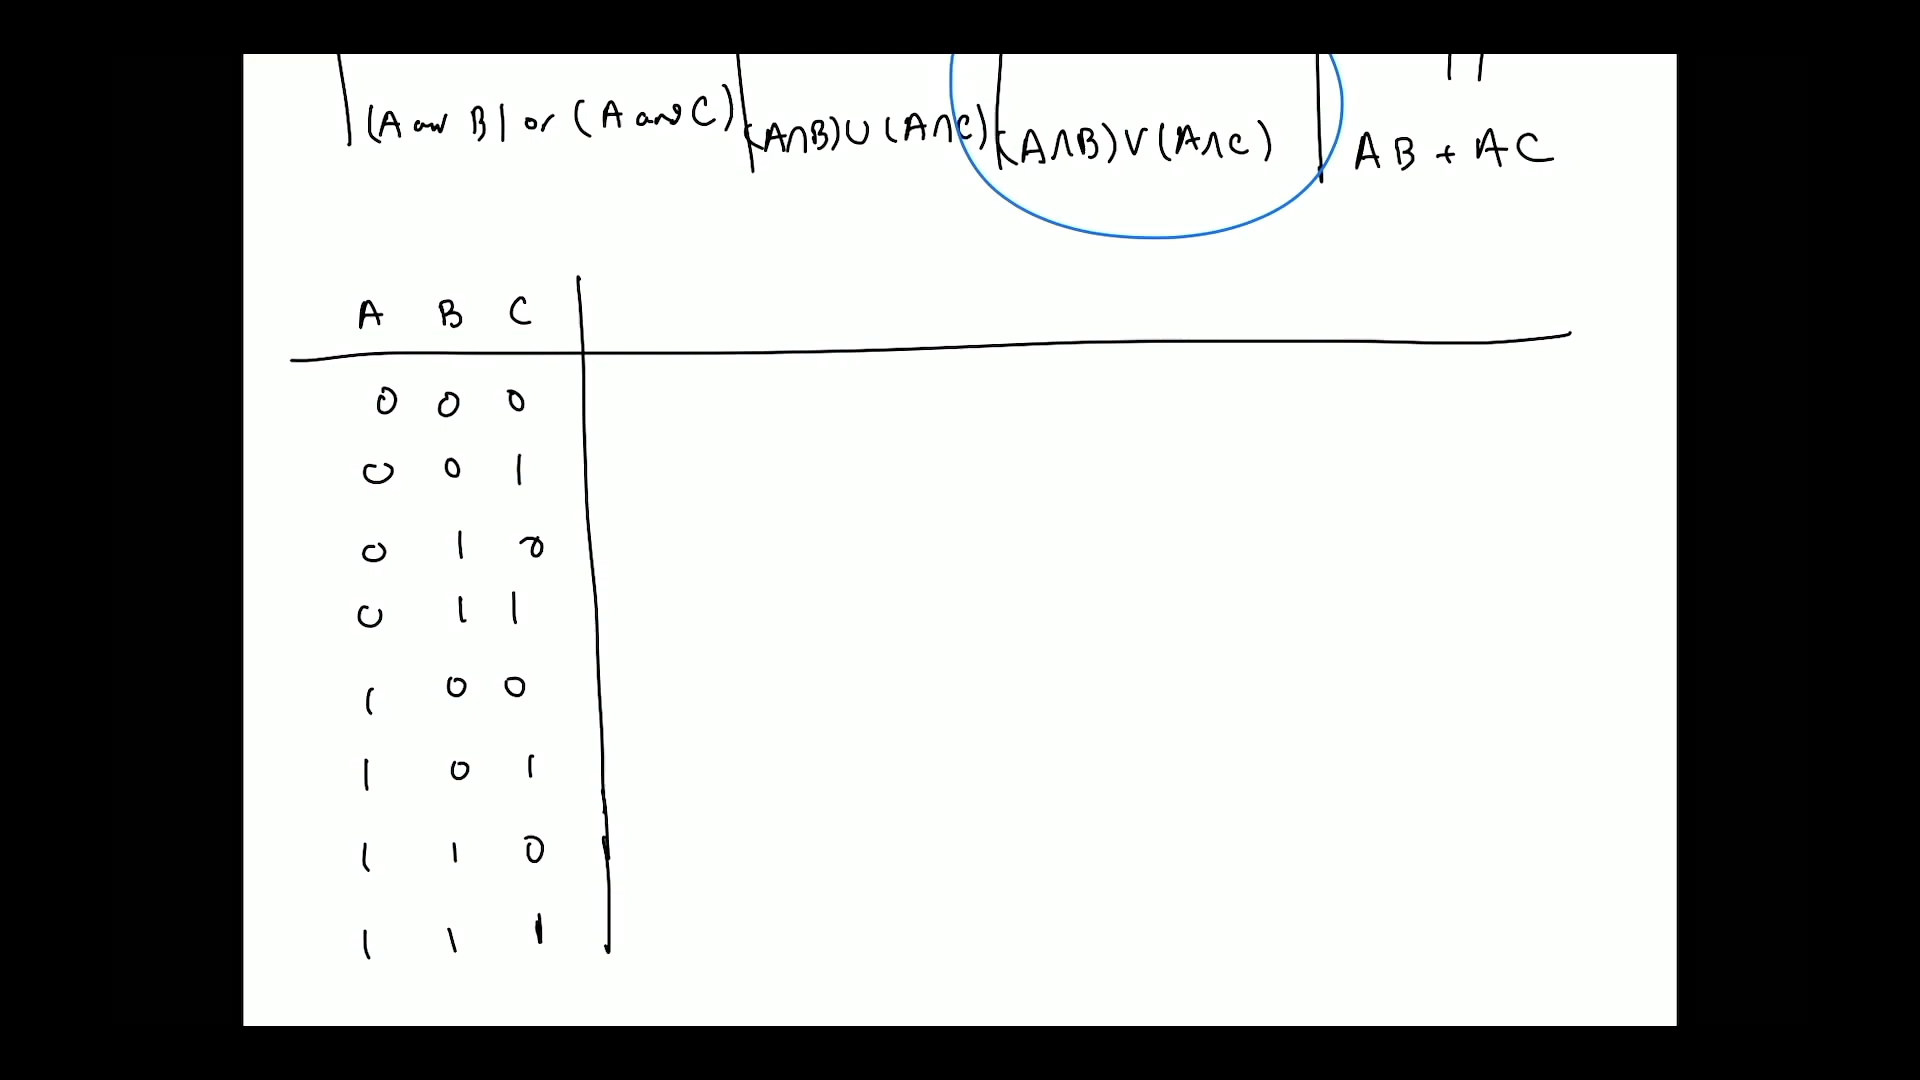 (A and B) or (A and C) (A∩B)∪(A∩C) (A∧B)∨(A∧C) AB + AC
A B C
0 0 0
0 0 1
0 1 0
0 1 1
1 0 0
1 0 1
1 1 0
1 1 1